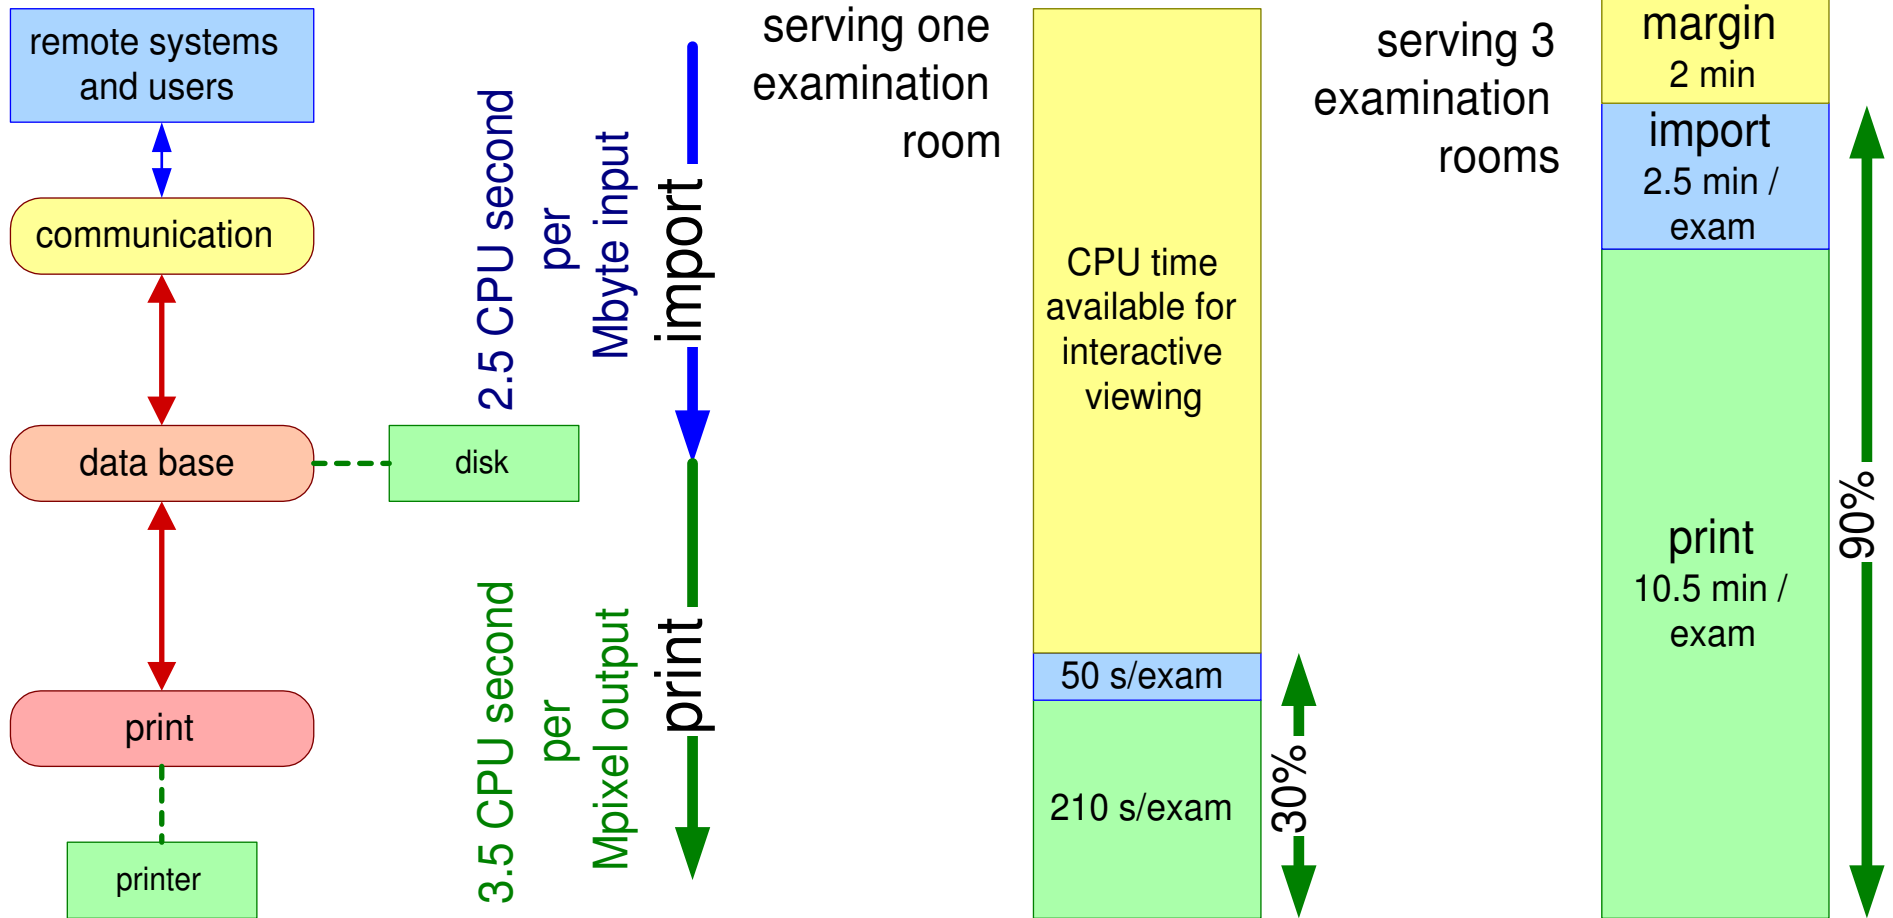 remote systems
and users
communication
data base
disk
print
printer
2.5 CPU second
per
Mbyte input
import
3.5 CPU second
per
Mpixel output
print
serving one
examination
room
CPU time
available for
interactive
viewing
50 s/exam
210 s/exam
30%
serving 3
examination
rooms
margin
2 min
import
2.5 min /
exam
print
10.5 min /
exam
90%